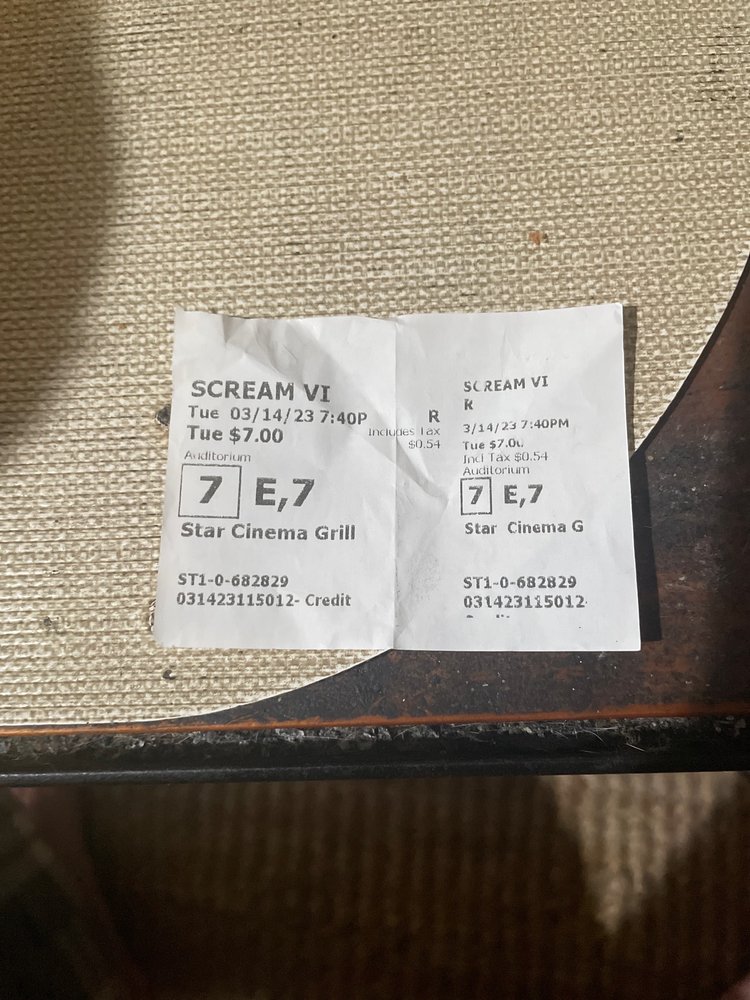 SCREAM VI
Tue 03/14/23 7:40P
R
Tue $7.00
Includes Tax
$0.54
Auditorium
7 E,7
Star Cinema Grill
ST1-0-682829
031423115012- Credit
SCREAM VI
R
3/14/23 7:40PM
Tue $7.00
Incl Tax $0.54
Auditorium
7 E,7
Star Cinema G
ST1-0-682829
031423115012-